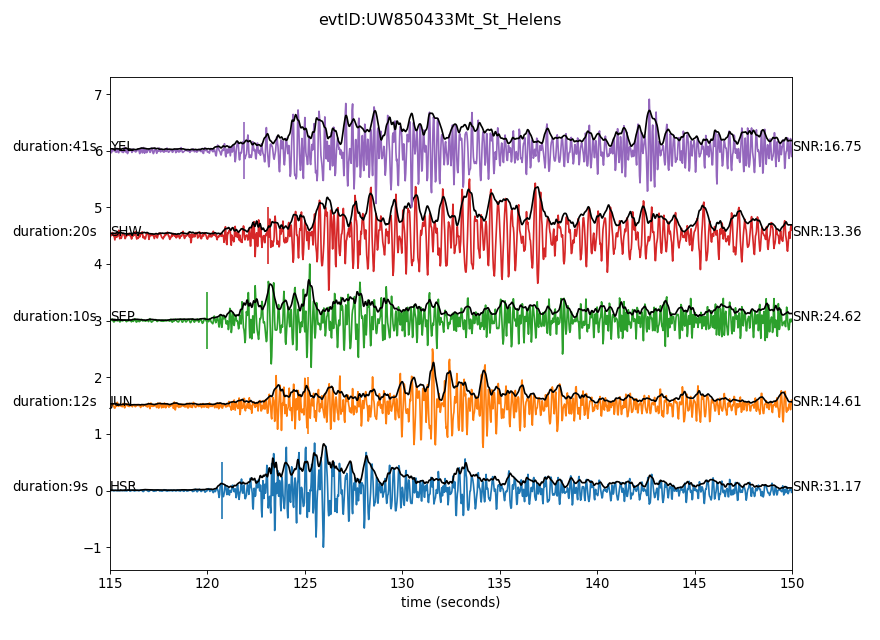 evtID:UW850433Mt_St_Helens
7
duration:41s YEL SNR:16.75
6
5
duration:20s SHW SNR:13.36
4
duration:10s SEP SNR:24.62
3
2
duration:12s JUN SNR:14.61
1
duration:9s HSR SNR:31.17
0
−1
115 120 125 130 135 140 145 150
time (seconds)